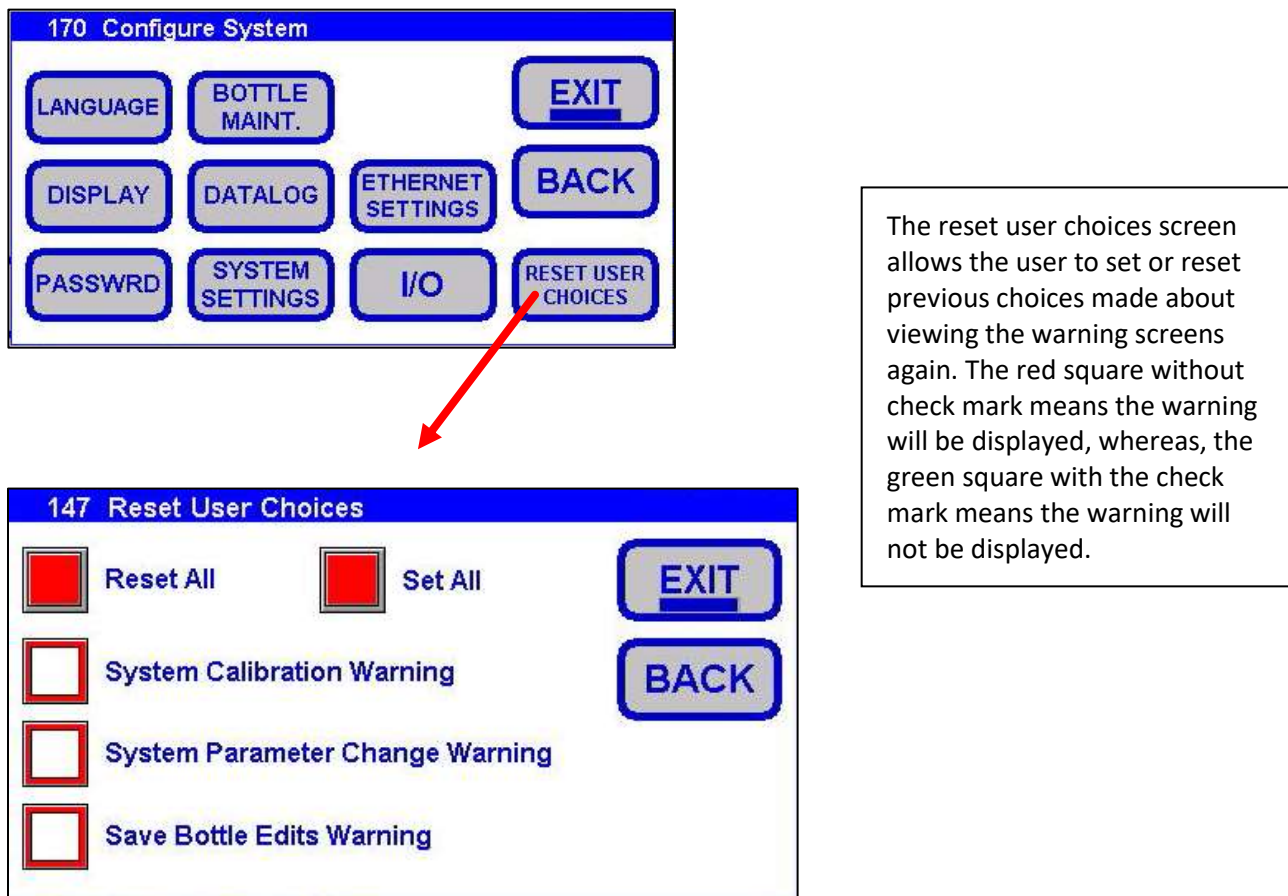 170 Configure System
LANGUAGE
BOTTLE
MAINT.
EXIT
DISPLAY
DATALOG
ETHERNET
SETTINGS
BACK
PASSWRD
SYSTEM
SETTINGS
I/O
RESET USER
CHOICES
The reset user choices screen
allows the user to set or reset
previous choices made about
viewing the warning screens
again. The red square without
check mark means the warning
will be displayed, whereas, the
green square with the check
mark means the warning will
not be displayed.
147 Reset User Choices
Reset All
Set All
EXIT
System Calibration Warning
BACK
System Parameter Change Warning
Save Bottle Edits Warning